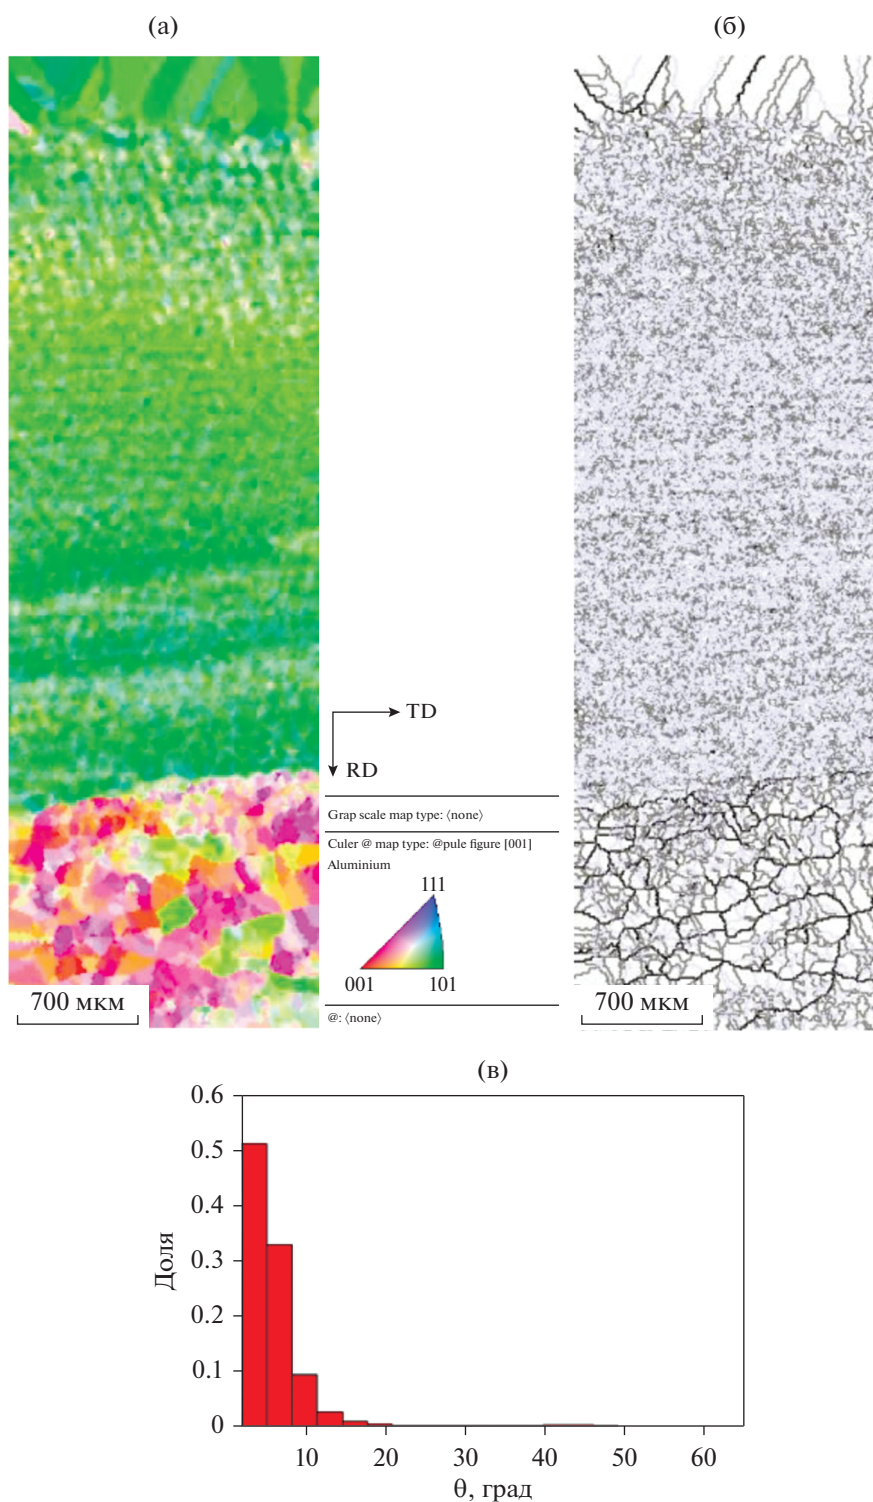 (а)
(б)
TD
RD
Grap scale map type: ⟨none⟩
Culer @ map type: @pule figure [001]
Aluminium
111
001
101
700 мкм
@: ⟨none⟩
700 мкм
(в)
0.6
0.5
0.4
0.3
0.2
0.1
0
Доля
10
20
30
40
50
60
θ, град